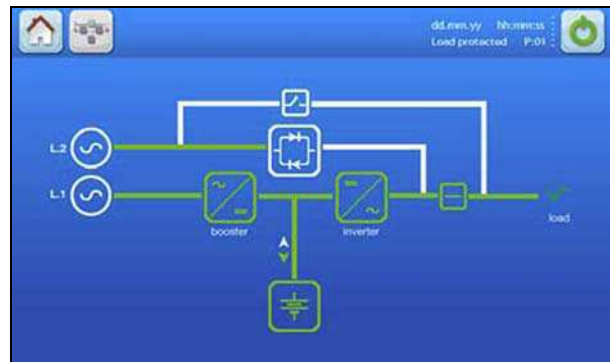 dd.mm.yy hh:mm:ss
Load protected P:01
L2
L1
booster
inverter
load